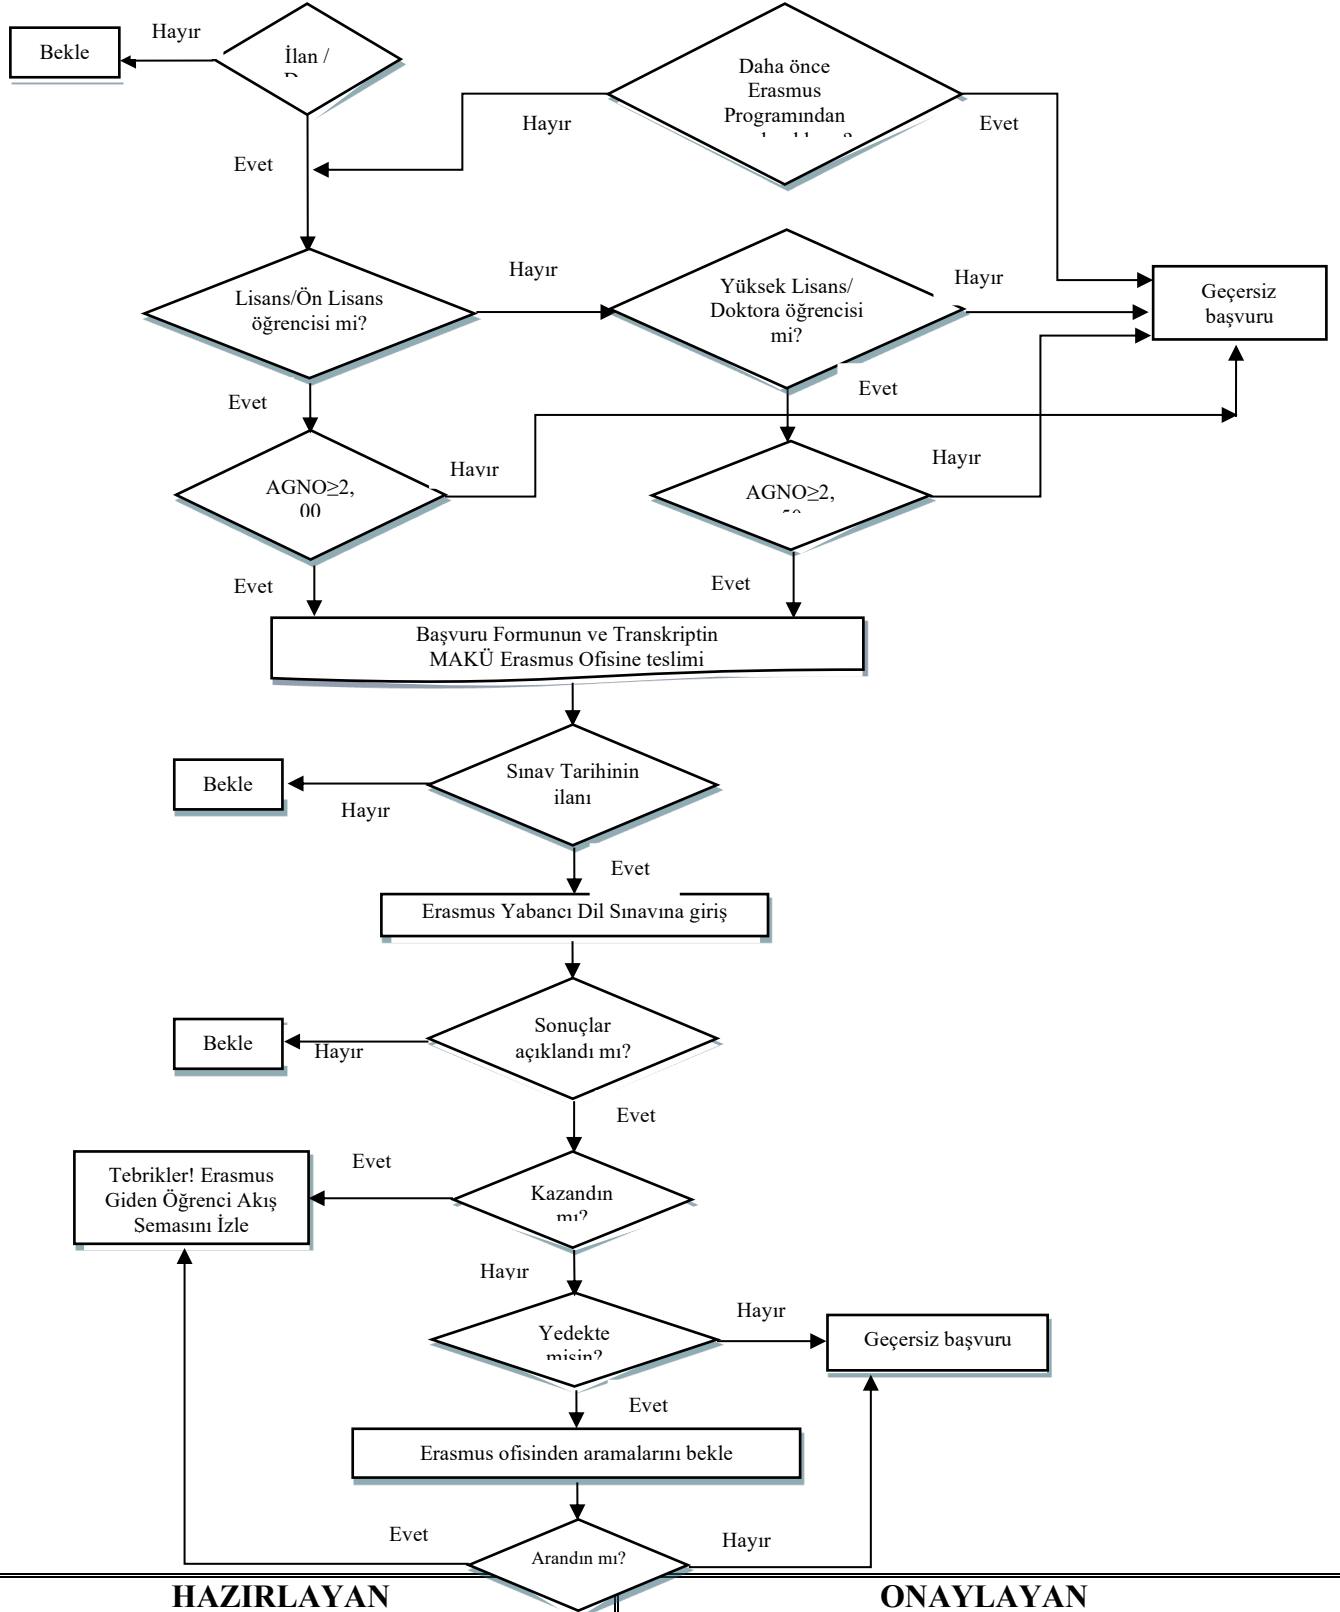 Bekle
Hayır
İlan /
Daha önce
Erasmus
Programından
Hayır
Evet
Evet
Lisans/Ön Lisans
öğrencisi mi?
Hayır
Yüksek Lisans/
Doktora öğrencisi
mi?
Hayır
Geçersiz
başvuru
Evet
Evet
AGNO≥2,
00
Hayır
AGNO≥2,
50
Hayır
Evet
Evet
Başvuru Formunun ve Transkriptin
MAKÜ Erasmus Ofisine teslimi
Sınav Tarihinin
ilanı
Bekle
Hayır
Evet
Erasmus Yabancı Dil Sınavına giriş
Sonuçlar
açıklandı mı?
Bekle
Hayır
Evet
Tebrikler! Erasmus
Giden Öğrenci Akış
Şemasını İzle
Evet
Kazandın
mı?
Hayır
Yedekte
misin?
Hayır
Geçersiz başvuru
Evet
Erasmus ofisinden aramalarını bekle
Evet
Arandın mı?
Hayır
HAZIRLAYAN
ONAYLAYAN